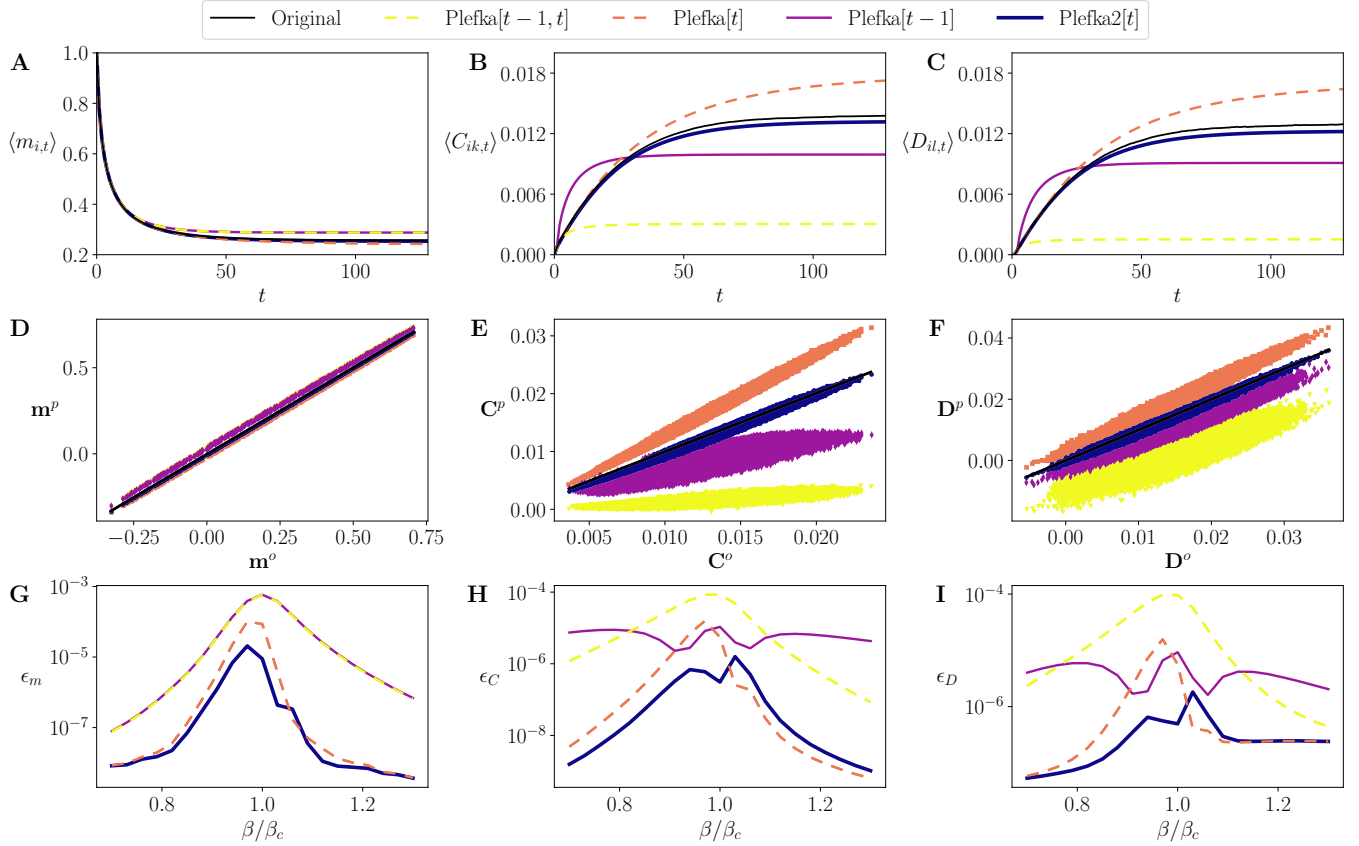 Original Plefka[t − 1, t] Plefka[t] Plefka[t − 1] Plefka2[t]
A
1.0
0.8
⟨m_{i,t}⟩
0.6
0.4
0.2
0 50 100
t
B
0.018
⟨C_{ik,t}⟩
0.012
0.006
0.000
0 50 100
t
C
0.018
⟨D_{il,t}⟩
0.012
0.006
0.000
0 50 100
t
D
0.5
m^p
0.0
−0.25 0.00 0.25 0.50 0.75
m^o
E
0.03
0.02
C^p
0.01
0.00
0.005 0.010 0.015 0.020
C^o
F
0.04
0.02
D^p
0.00
0.00 0.01 0.02 0.03
D^o
G
10^{−3}
ϵ_m
10^{−5}
10^{−7}
0.8 1.0 1.2
β/β_c
H
10^{−4}
ϵ_C
10^{−6}
10^{−8}
0.8 1.0 1.2
β/β_c
I
10^{−4}
ϵ_D
10^{−6}
0.8 1.0 1.2
β/β_c